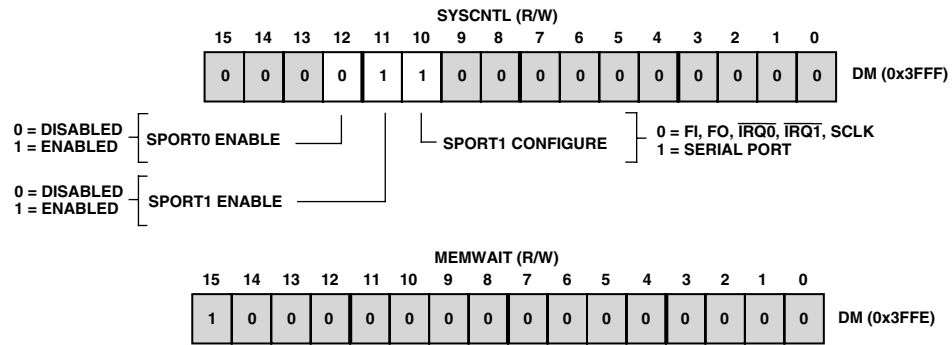 SYSCNTL (R/W)
15 14 13 12 11 10 9 8 7 6 5 4 3 2 1 0
0 0 0 0 1 1 0 0 0 0 0 0 0 0 0 0 DM (0x3FFF)
0 = DISABLED
1 = ENABLED
SPORT0 ENABLE
SPORT1 CONFIGURE
0 = FI, FO, I̅R̅Q̅0̅, I̅R̅Q̅1̅, SCLK
1 = SERIAL PORT
0 = DISABLED
1 = ENABLED
SPORT1 ENABLE
MEMWAIT (R/W)
15 14 13 12 11 10 9 8 7 6 5 4 3 2 1 0
1 0 0 0 0 0 0 0 0 0 0 0 0 0 0 0 DM (0x3FFE)